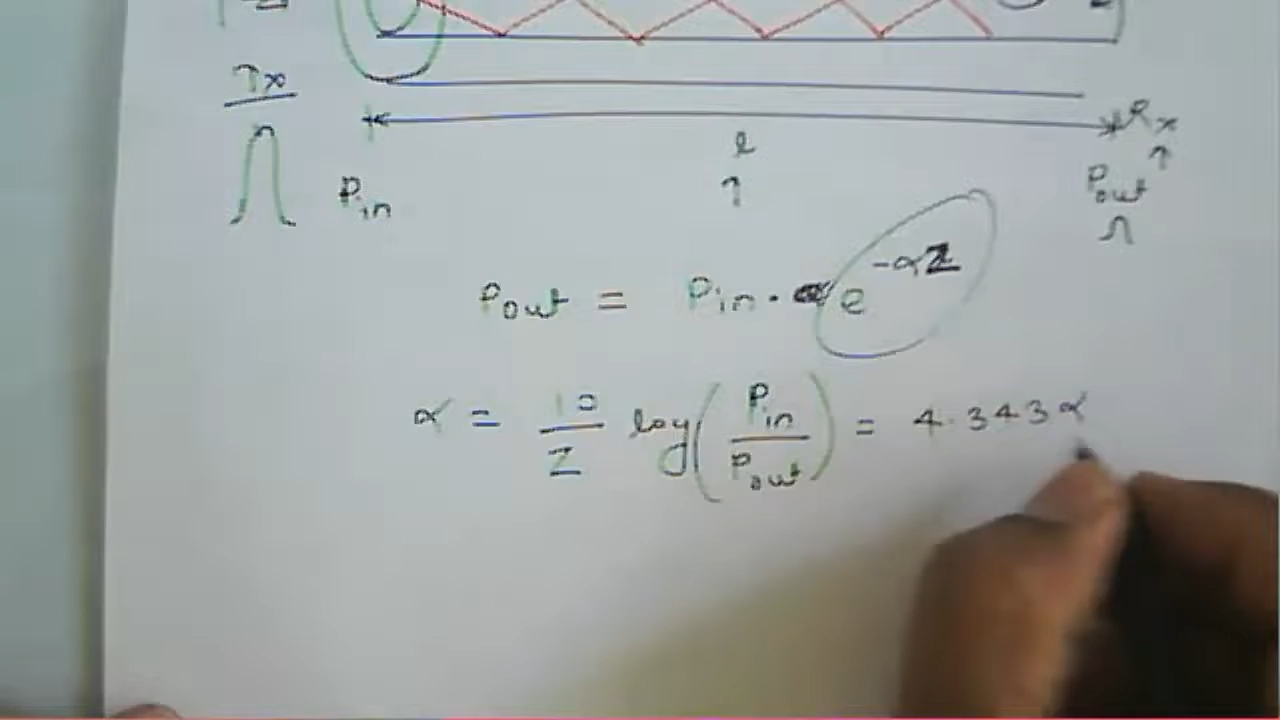 Tx
l
Rx
Pin
Pout
Pout = Pin · e^-αz
α = 10/z log(Pin/Pout) = 4.343α